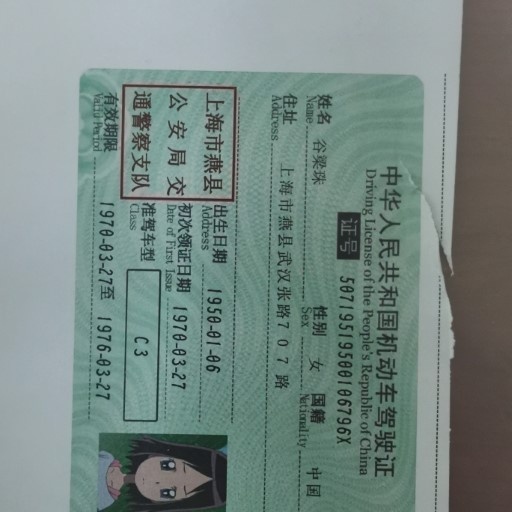 中华人民共和国机动车驾驶证
Driving License of the People's Republic of China
证号 50719519500106796X
姓名 谷梁珠 性别 女 国籍 中国
Name Sex Nationality
住址 上海市燕县武汉张路707路
Address
出生日期 1950-01-06
Address
初次领证日期 1970-03-27
Date of First Issue
准驾车型 C3
Class
上海市燕县
公安局交
通警察支队
有效期限 1970-03-27至 1976-03-27
Valid Period